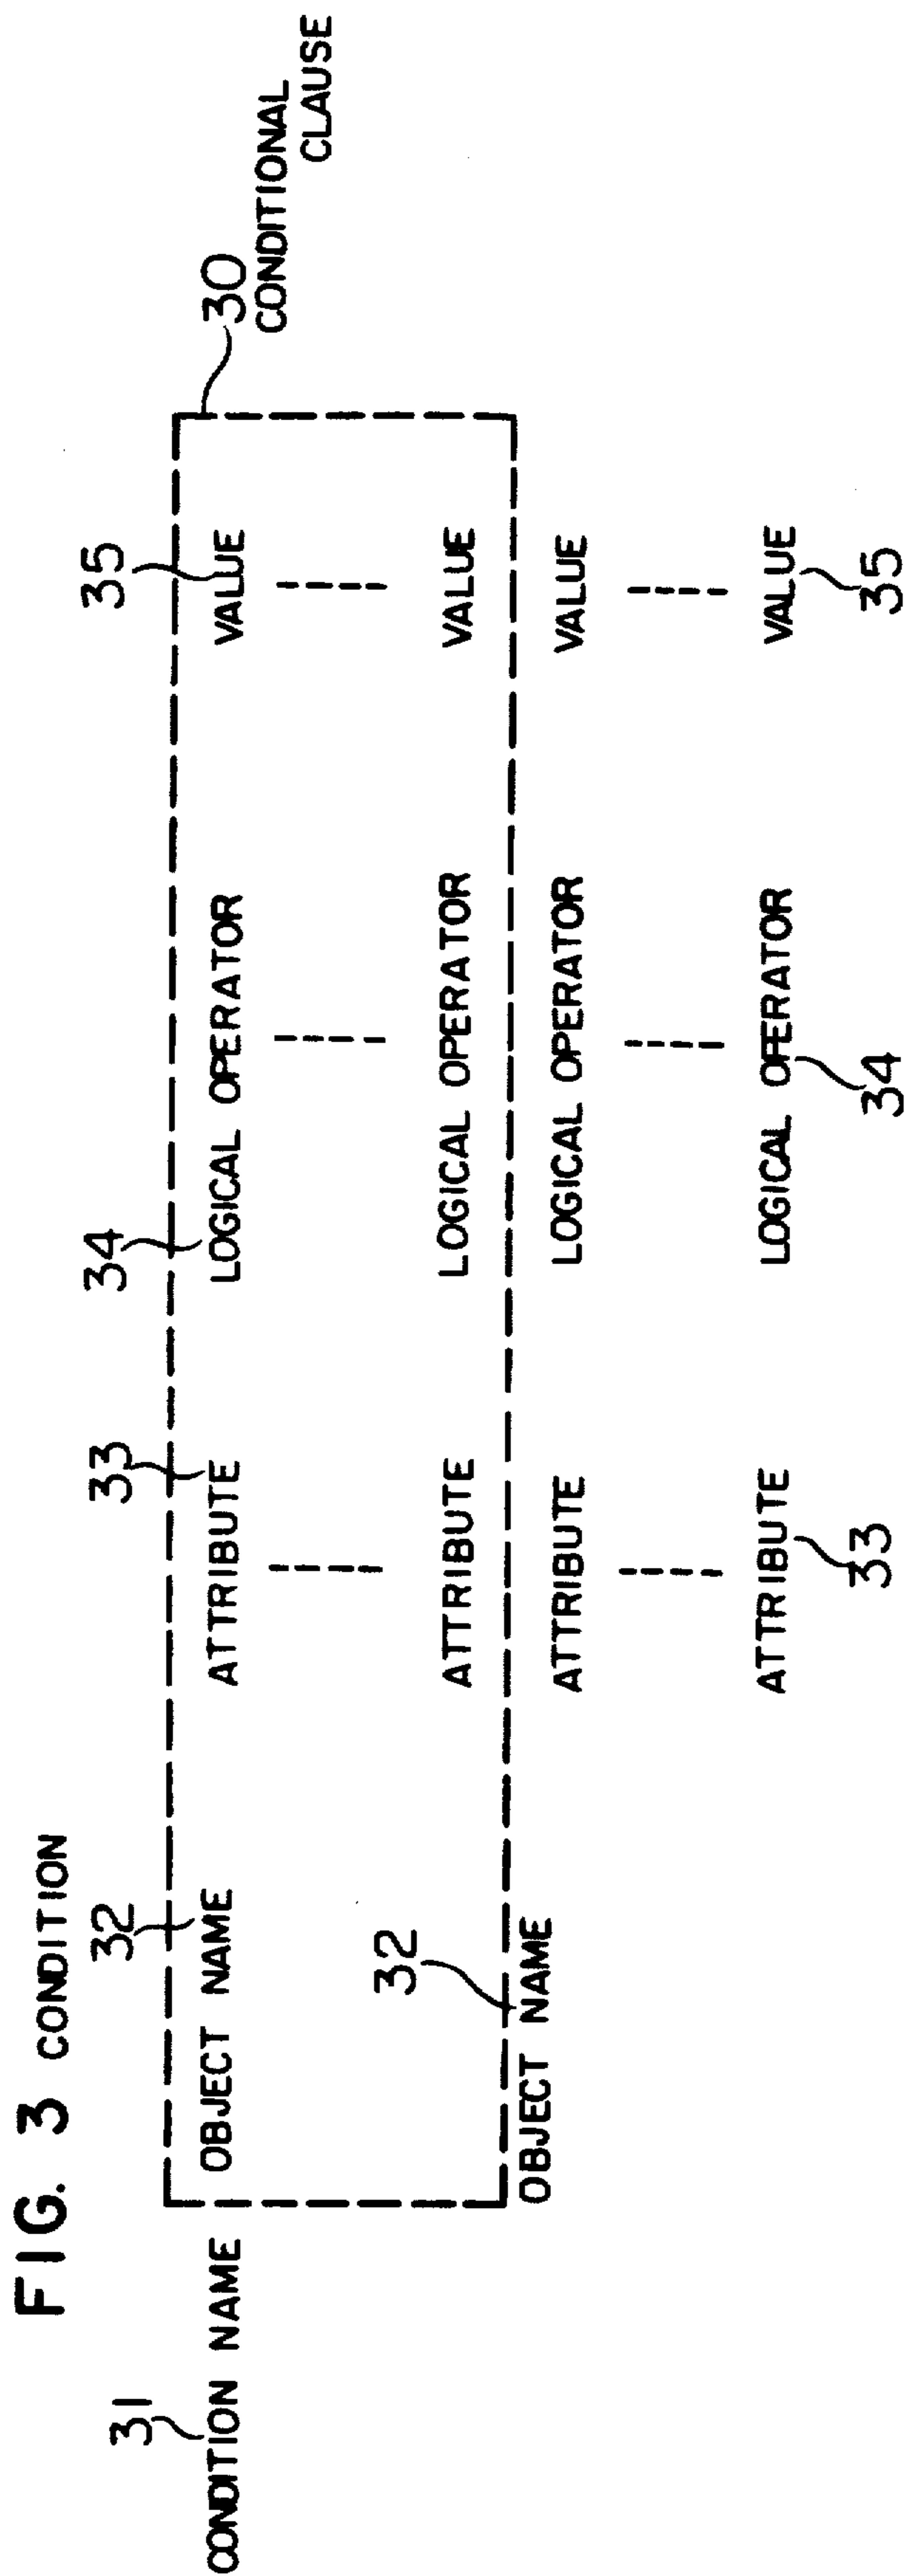 FIG. 3 CONDITION
31 32 33 34 35 30
CONDITION NAME OBJECT NAME ATTRIBUTE LOGICAL OPERATOR VALUE CONDITIONAL
CLAUSE
32
ATTRIBUTE LOGICAL OPERATOR VALUE
OBJECT NAME ATTRIBUTE LOGICAL OPERATOR VALUE
ATTRIBUTE LOGICAL OPERATOR VALUE
33 34 35